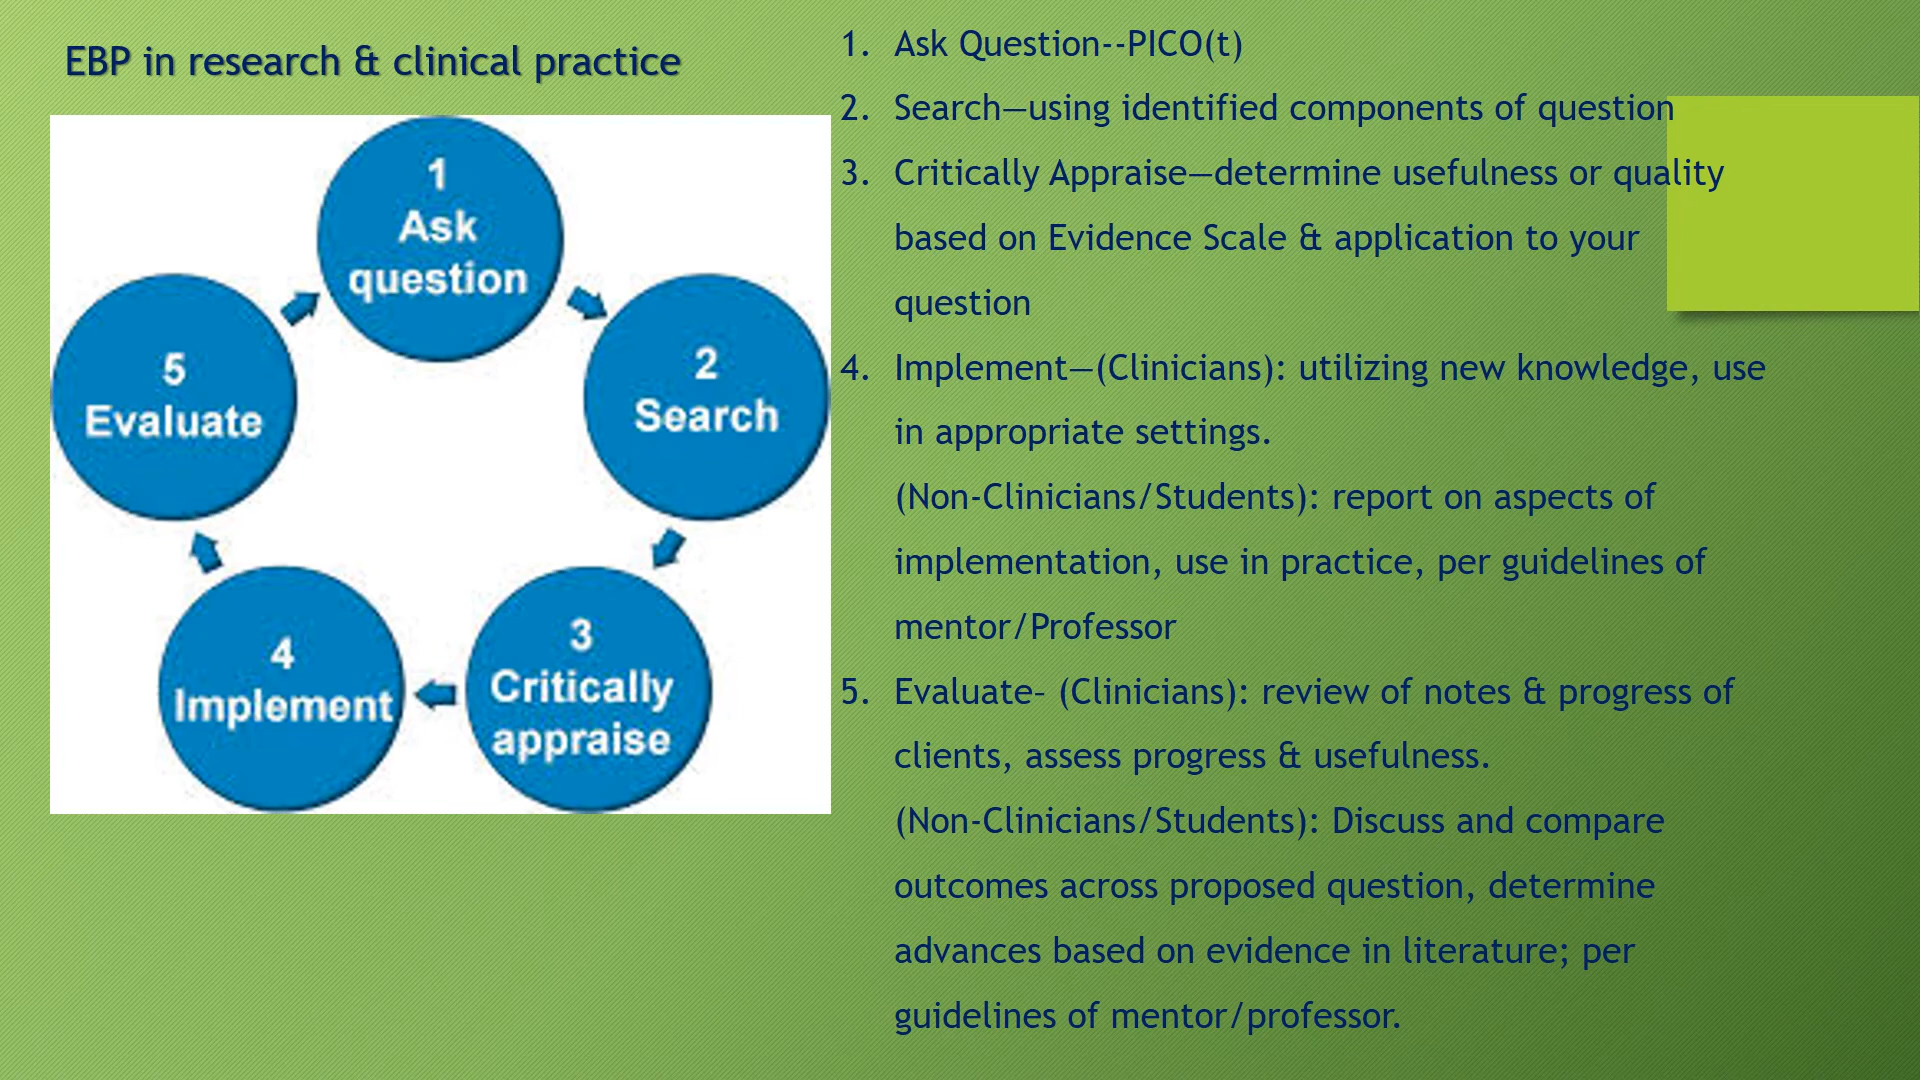 EBP in research & clinical practice
1
Ask
question
2
Search
3
Critically
appraise
4
Implement
5
Evaluate
1. Ask Question--PICO(t)
2. Search—using identified components of question
3. Critically Appraise—determine usefulness or quality
based on Evidence Scale & application to your
question
4. Implement—(Clinicians): utilizing new knowledge, use
in appropriate settings.
(Non-Clinicians/Students): report on aspects of
implementation, use in practice, per guidelines of
mentor/Professor
5. Evaluate– (Clinicians): review of notes & progress of
clients, assess progress & usefulness.
(Non-Clinicians/Students): Discuss and compare
outcomes across proposed question, determine
advances based on evidence in literature; per
guidelines of mentor/professor.